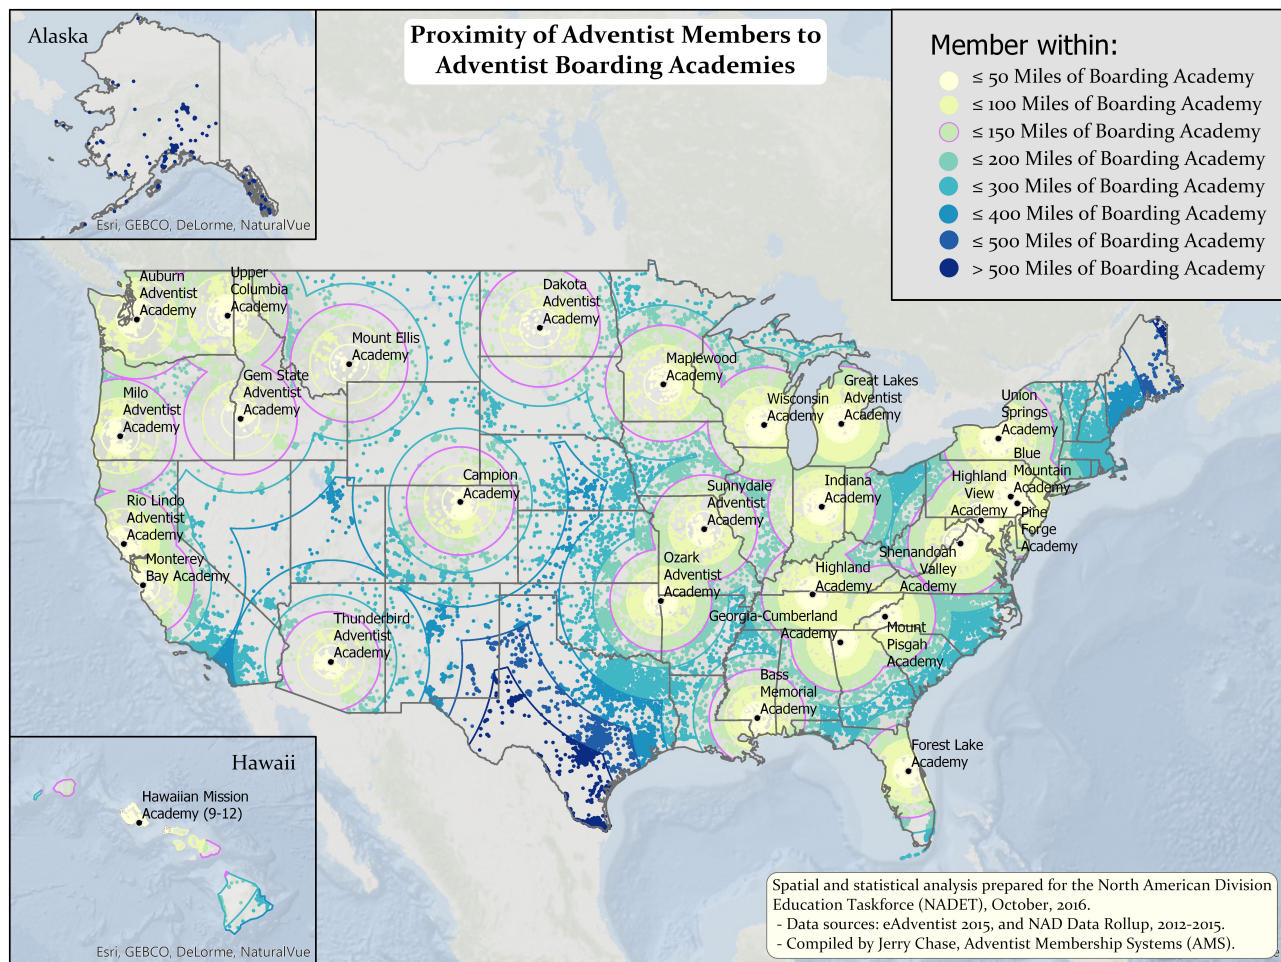 Alaska
Esri, GEBCO, DeLorme, NaturalVue
Proximity of Adventist Members to
Adventist Boarding Academies
Member within:
≤ 50 Miles of Boarding Academy
≤ 100 Miles of Boarding Academy
≤ 150 Miles of Boarding Academy
≤ 200 Miles of Boarding Academy
≤ 300 Miles of Boarding Academy
≤ 400 Miles of Boarding Academy
≤ 500 Miles of Boarding Academy
> 500 Miles of Boarding Academy
Auburn
Adventist
Academy
Upper
Columbia
Academy
Mount Ellis
Academy
Dakota
Adventist
Academy
Maplewood
Academy
Wisconsin
Academy
Great Lakes
Adventist
Academy
Union
Springs
Academy
Milo
Adventist
Academy
Gem State
Adventist
Academy
Blue
Mountain
Academy
Highland
View
Academy
Pine
Forge
Academy
Campion
Academy
Sunnydale
Adventist
Academy
Indiana
Academy
Rio Lindo
Adventist
Academy
Monterey
Bay Academy
Shenandoah
Valley
Academy
Ozark
Adventist
Academy
Highland
Academy
Georgia-Cumberland
Academy
Mount
Pisgah
Academy
Thunderbird
Adventist
Academy
Bass
Memorial
Academy
Forest Lake
Academy
Hawaii
Hawaiian Mission
Academy (9-12)
Esri, GEBCO, DeLorme, NaturalVue
Spatial and statistical analysis prepared for the North American Division
Education Taskforce (NADET), October, 2016.
- Data sources: eAdventist 2015, and NAD Data Rollup, 2012-2015.
- Compiled by Jerry Chase, Adventist Membership Systems (AMS).